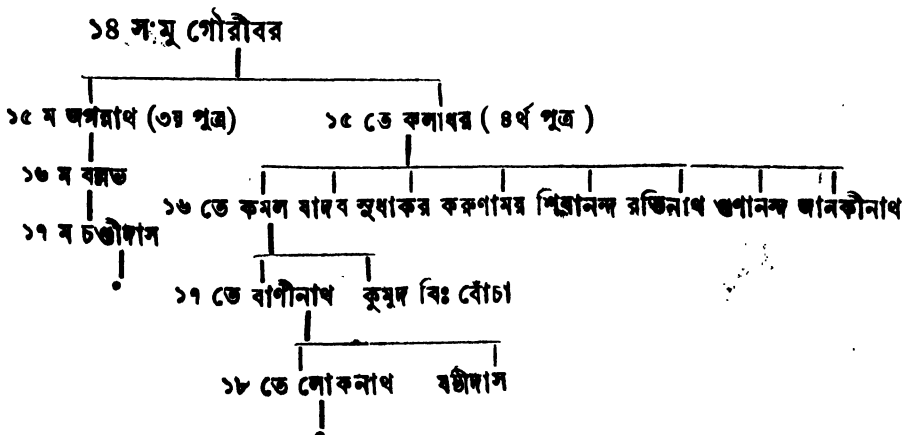 ১৪ স·মু গৌরীবর
১৫ ম জগন্নাথ (৩য় পুত্র) ১৫ তে কলাধর ( ৪র্থ পুত্র )
১৬ ম বল্লভ
১৬ তে কমল যাদব সুধাকর করুণাময় শিবানন্দ রতিনাথ গুণানন্দ জানকীনাথ
১৭ ম চণ্ডীদাস
১৭ তে বাণীনাথ কুমুদ বিঃ বোঁচা
১৮ তে লোকনাথ ষষ্ঠীদাস